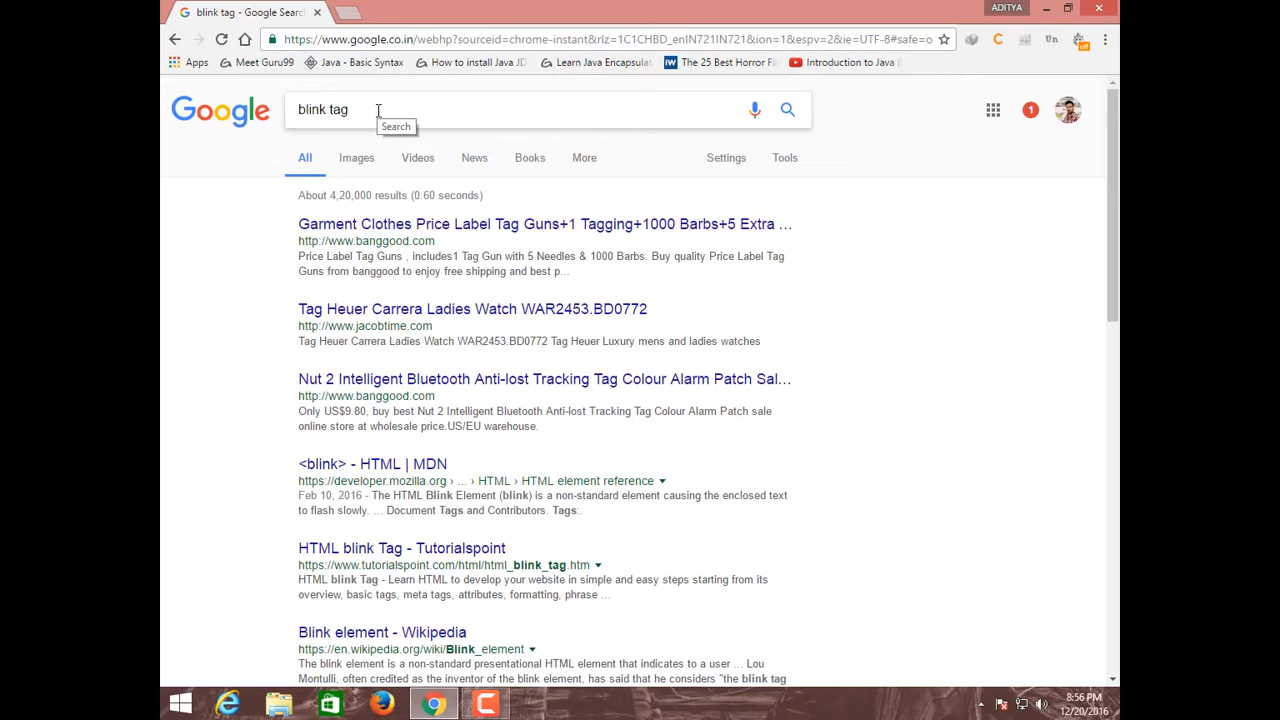 blink tag - Google Searc
ADITYA
https://www.google.co.in/webhp?sourceid=chrome-instant&rlz=1C1CHBD_enIN721IN721&ion=1&espv=2&ie=UTF-8#safe=o
Apps Meet Guru99 Java - Basic Syntax How to install Java JD Learn Java Encapsulat The 25 Best Horror Fi Introduction to Java (
Google blink tag 1
Search
All Images Videos News Books More Settings Tools
About 4,20,000 results (0.60 seconds)
Garment Clothes Price Label Tag Guns+1 Tagging+1000 Barbs+5 Extra ...
http://www.banggood.com
Price Label Tag Guns , includes1 Tag Gun with 5 Needles & 1000 Barbs. Buy quality Price Label Tag
Guns from banggood to enjoy free shipping and best p...
Tag Heuer Carrera Ladies Watch WAR2453.BD0772
http://www.jacobtime.com
Tag Heuer Carrera Ladies Watch WAR2453.BD0772 Tag Heuer Luxury mens and ladies watches
Nut 2 Intelligent Bluetooth Anti-lost Tracking Tag Colour Alarm Patch Sal...
http://www.banggood.com
Only US$9.80, buy best Nut 2 Intelligent Bluetooth Anti-lost Tracking Tag Colour Alarm Patch sale
online store at wholesale price.US/EU warehouse.
<blink> - HTML | MDN
https://developer.mozilla.org › ... › HTML › HTML element reference
Feb 10, 2016 - The HTML Blink Element (blink) is a non-standard element causing the enclosed text
to flash slowly. ... Document Tags and Contributors. Tags:.
HTML blink Tag - Tutorialspoint
https://www.tutorialspoint.com/html/html_blink_tag.htm
HTML blink Tag - Learn HTML to develop your website in simple and easy steps starting from its
overview, basic tags, meta tags, attributes, formatting, phrase ...
Blink element - Wikipedia
https://en.wikipedia.org/wiki/Blink_element
The blink element is a non-standard presentational HTML element that indicates to a user ... Lou
Montulli, often credited as the inventor of the blink element, has said that he considers "the blink tag
8:56 PM
12/20/2016